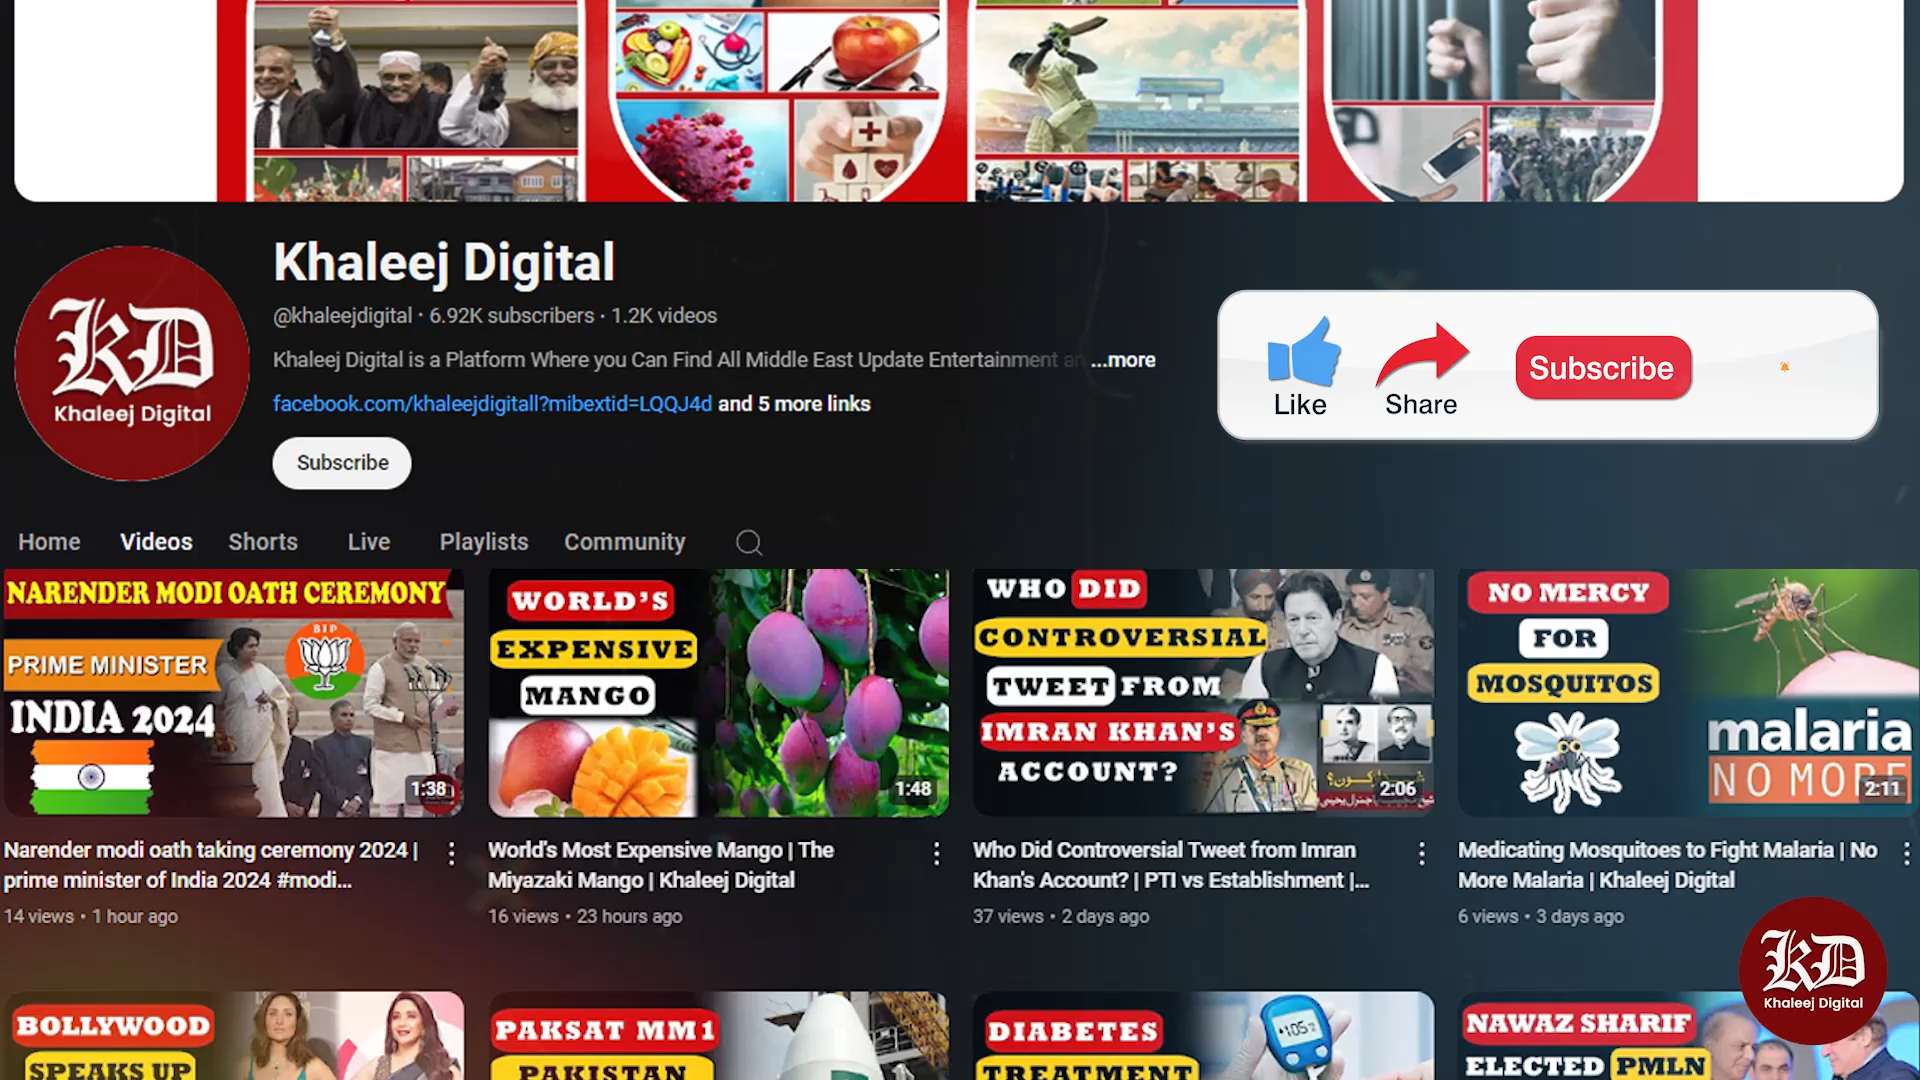 KD
Khaleej Digital
Khaleej Digital
@khaleejdigital · 6.92K subscribers · 1.2K videos
Khaleej Digital is a Platform Where you Can Find All Middle East Update Entertainment an ...more
facebook.com/khaleejdigitall?mibextid=LQQJ4d and 5 more links
Subscribe
Like
Share
Subscribe
Home Videos Shorts Live Playlists Community
NARENDER MODI OATH CEREMONY
BJP
PRIME MINISTER
INDIA 2024
1:38
WORLD'S
EXPENSIVE
MANGO
1:48
WHO DID
CONTROVERSIAL
TWEET FROM
IMRAN KHAN'S
ACCOUNT?
2:06
NO MERCY
FOR
MOSQUITOS
malaria
NO MORE
2:11
Narender modi oath taking ceremony 2024 |
prime minister of India 2024 #modi...
14 views • 1 hour ago
World's Most Expensive Mango | The
Miyazaki Mango | Khaleej Digital
16 views • 23 hours ago
Who Did Controversial Tweet from Imran
Khan's Account? | PTI vs Establishment |...
37 views • 2 days ago
Medicating Mosquitoes to Fight Malaria | No
More Malaria | Khaleej Digital
6 views • 3 days ago
BOLLYWOOD
SPEAKS UP
PAKSAT MM1
PAKISTAN
DIABETES
TREATMENT
105
NAWAZ SHARIF
ELECTED PMLN
KD
Khaleej Digital